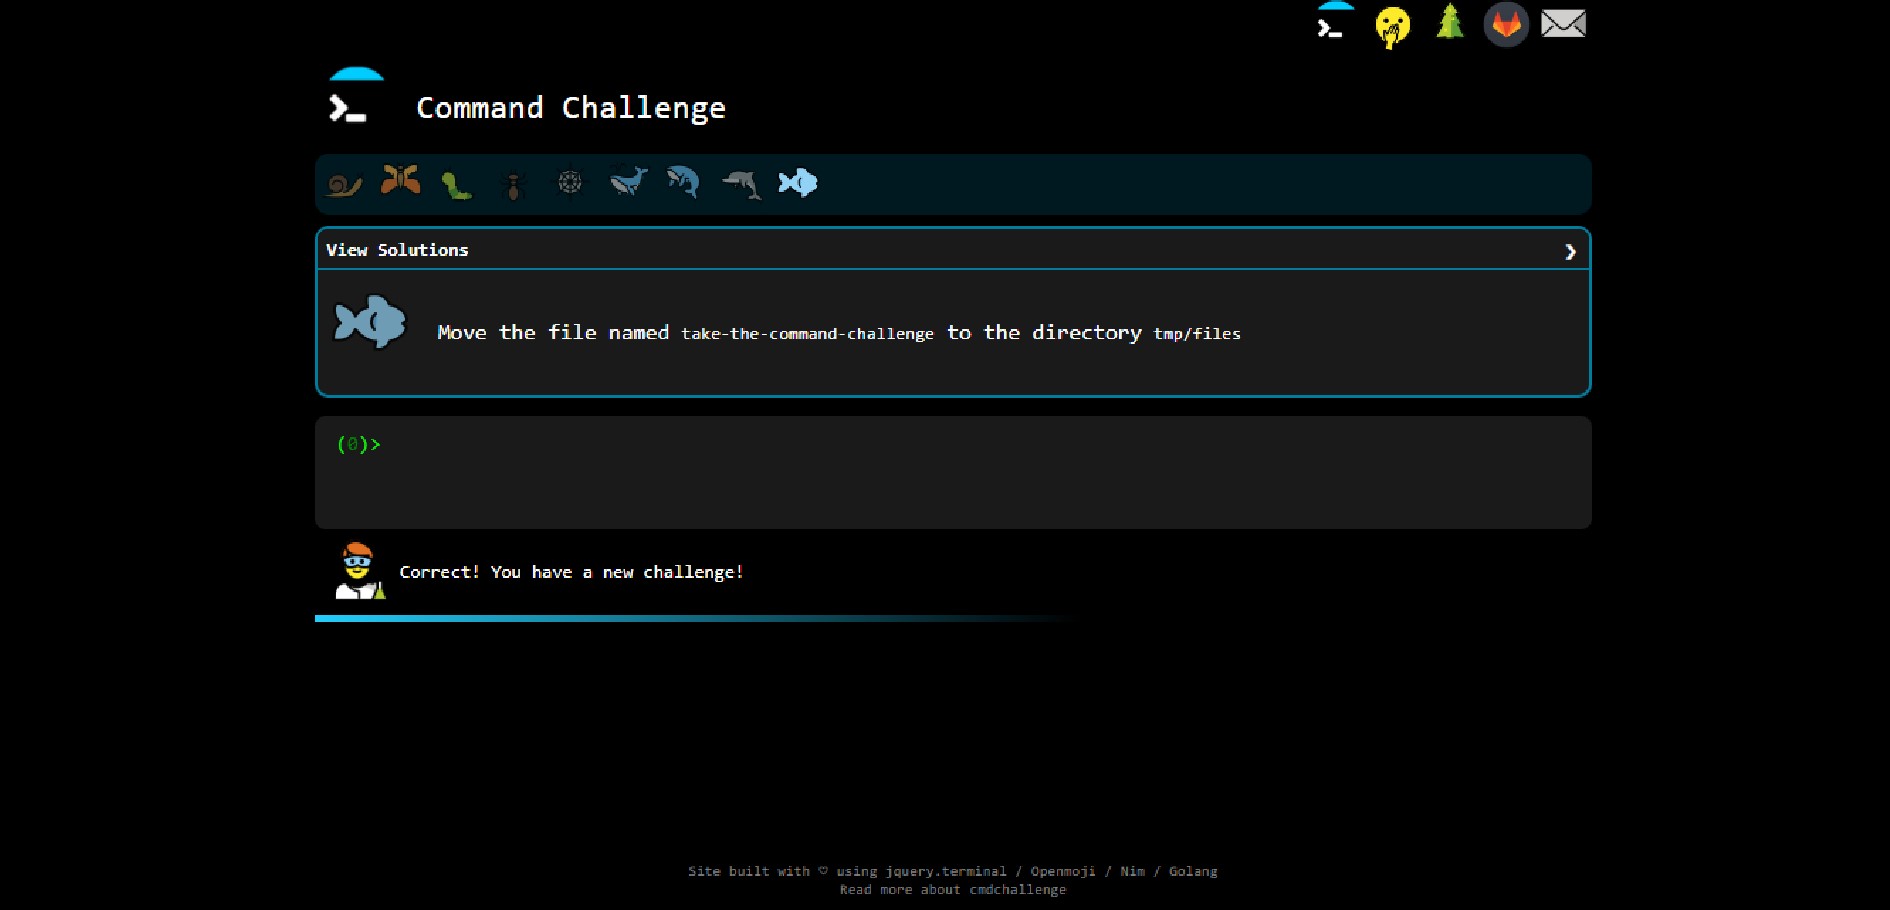 Command Challenge
View Solutions
Move the file named take-the-command-challenge to the directory tmp/files
(0)>
Correct! You have a new challenge!
Site built with ♡ using jquery.terminal / Openmoji / Nim / Golang
Read more about cmdchallenge